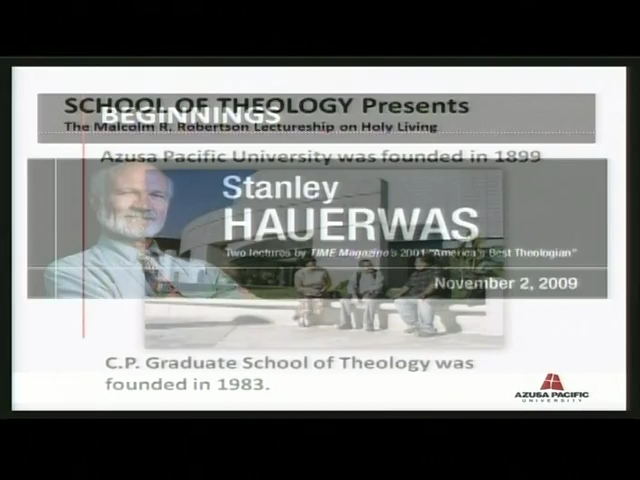 SCHOOL OF THEOLOGY Presents
BEGINNINGS
The Malcolm R. Robertson Lectureship on Holy Living
Azusa Pacific University was founded in 1899
Stanley
HAUERWAS
Two lectures by TIME Magazine's 2001 "America's Best Theologian"
November 2, 2009
C.P. Graduate School of Theology was
founded in 1983.
AZUSA PACIFIC
UNIVERSITY